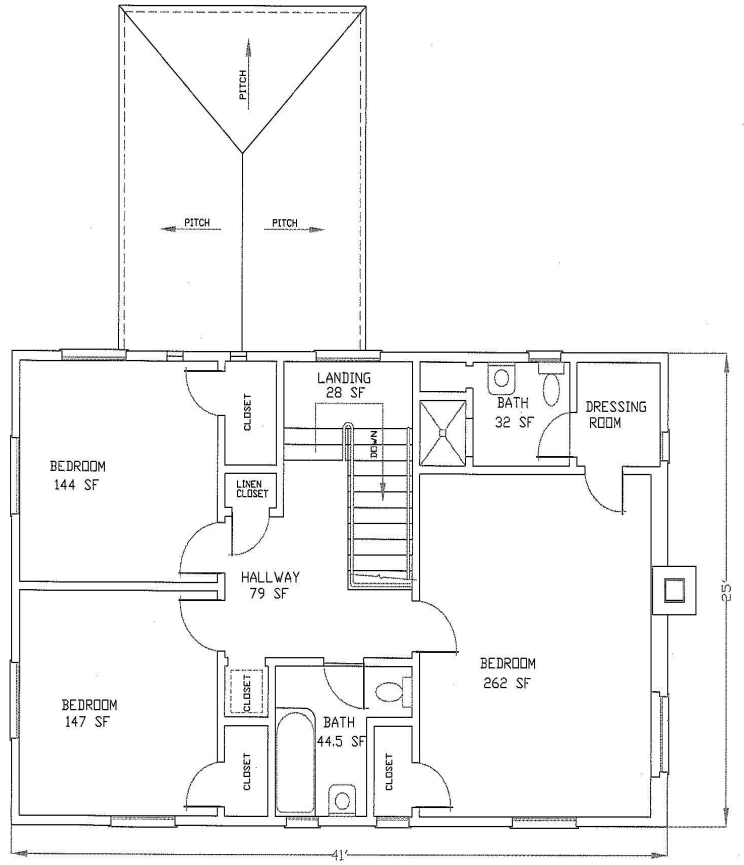 PITCH
PITCH
PITCH
LANDING
28 SF
DOWN
CLOSET
BATH
32 SF
DRESSING
ROOM
BEDROOM
144 SF
LINEN
CLOSET
HALLWAY
79 SF
25'
BEDROOM
262 SF
BEDROOM
147 SF
CLOSET
BATH
44.5 SF
CLOSET
CLOSET
41'